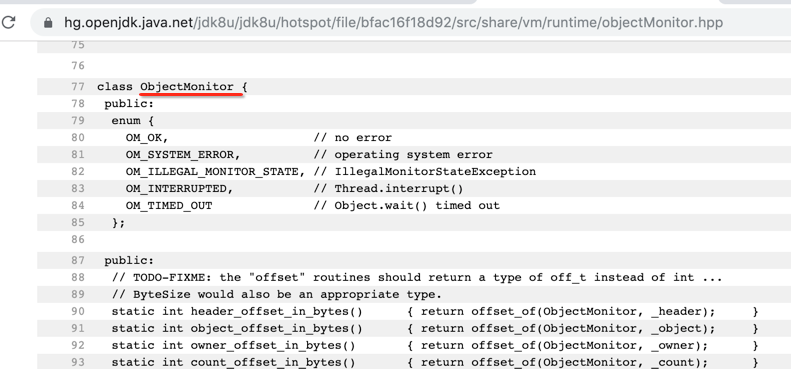 hg.openjdk.java.net/jdk8u/jdk8u/hotspot/file/bfac16f18d92/src/share/vm/runtime/objectMonitor.hpp
75
76
77 class ObjectMonitor {
78 public:
79 enum {
80 OM_OK, // no error
81 OM_SYSTEM_ERROR, // operating system error
82 OM_ILLEGAL_MONITOR_STATE, // IllegalMonitorStateException
83 OM_INTERRUPTED, // Thread.interrupt()
84 OM_TIMED_OUT // Object.wait() timed out
85 };
86
87 public:
88 // TODO-FIXME: the "offset" routines should return a type of off_t instead of int ...
89 // ByteSize would also be an appropriate type.
90 static int header_offset_in_bytes() { return offset_of(ObjectMonitor, _header); }
91 static int object_offset_in_bytes() { return offset_of(ObjectMonitor, _object); }
92 static int owner_offset_in_bytes() { return offset_of(ObjectMonitor, _owner); }
93 static int count_offset_in_bytes() { return offset_of(ObjectMonitor, _count); }